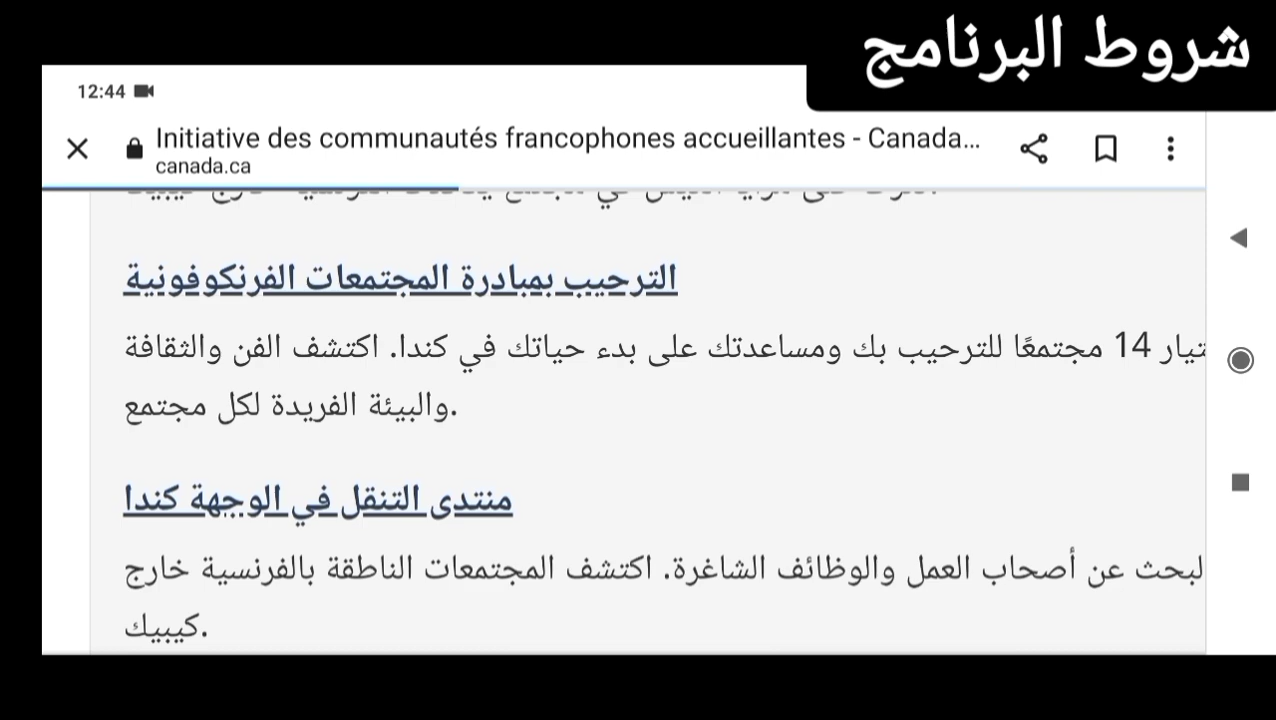 شروط البرنامج
12:44
Initiative des communautés francophones accueillantes - Canada...
canada.ca
الترحيب بمبادرة المجتمعات الفرنكوفونية
14 مجتمعًا للترحيب بك ومساعدتك على بدء حياتك في كندا. اكتشف الفن والثقافة
والبيئة الفريدة لكل مجتمع.
منتدى التنقل في الوجهة كندا
عن أصحاب العمل والوظائف الشاغرة. اكتشف المجتمعات الناطقة بالفرنسية خارج
كيبيك.